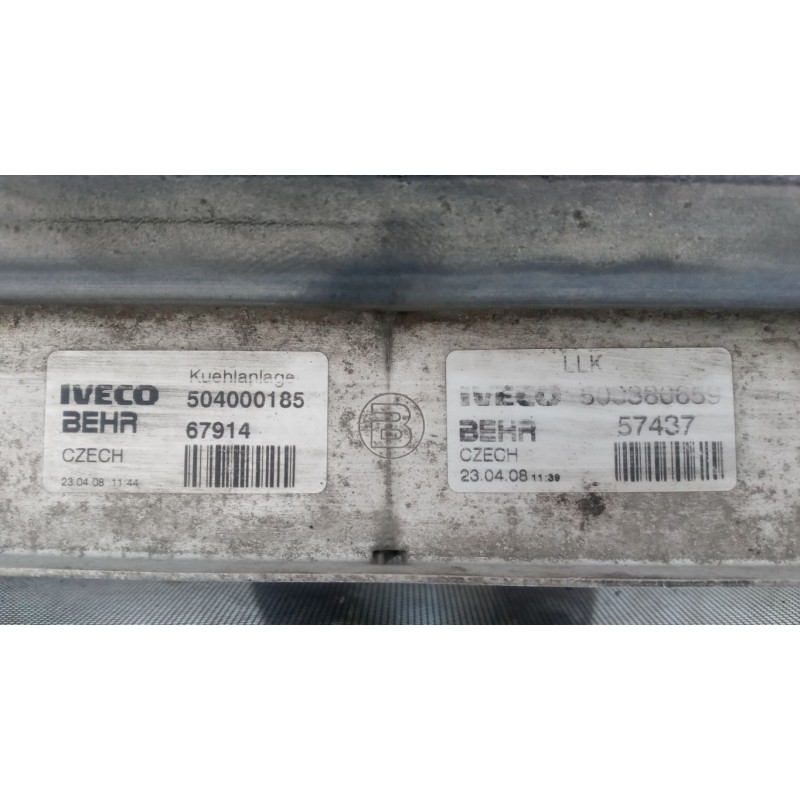 Kuehlanlage
IVECO 504000185
BEHR 67914
CZECH
23.04.08 11:44
B
LLK
IVECO 500380659
BEHR 57437
CZECH
23.04.08 11:39